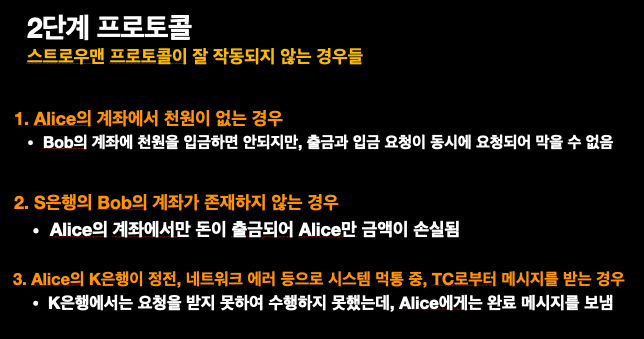 2단계 프로토콜
스트로우맨 프로토콜이 잘 작동되지 않는 경우들
1. Alice의 계좌에서 천원이 없는 경우
• Bob의 계좌에 천원을 입금하면 안되지만, 출금과 입금 요청이 동시에 요청되어 막을 수 없음
2. S은행의 Bob의 계좌가 존재하지 않는 경우
• Alice의 계좌에서만 돈이 출금되어 Alice만 금액이 손실됨
3. Alice의 K은행이 정전, 네트워크 에러 등으로 시스템 먹통 중, TC로부터 메시지를 받는 경우
• K은행에서는 요청을 받지 못하여 수행하지 못했는데, Alice에게는 완료 메시지를 보냄